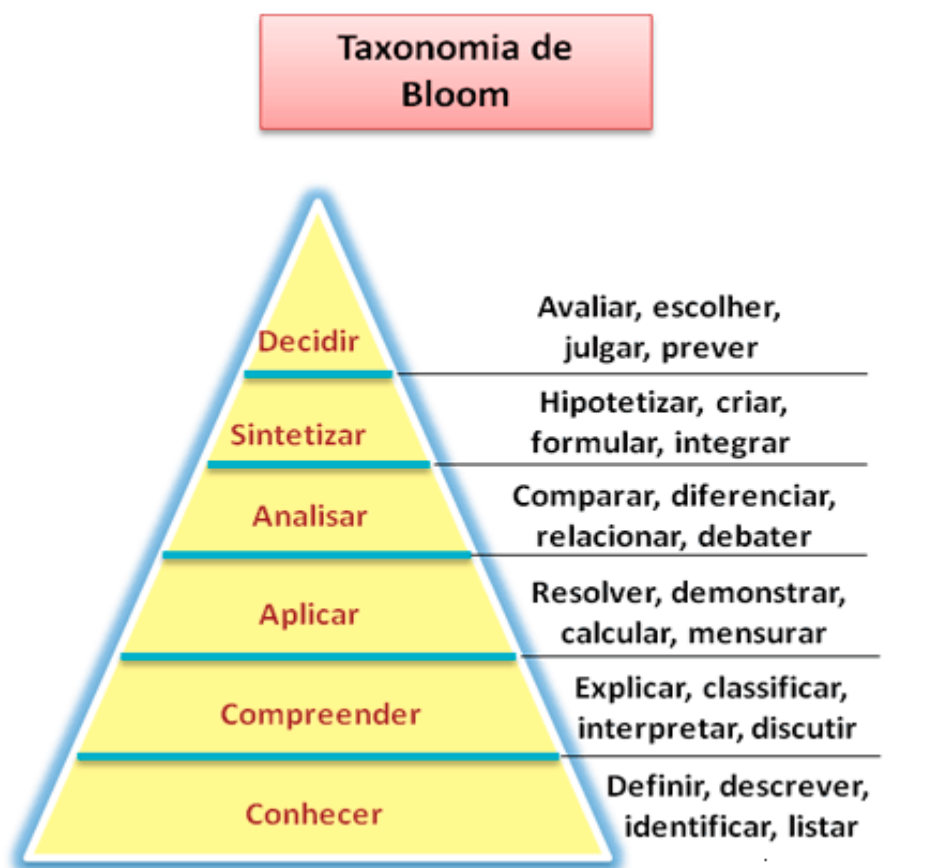 Taxonomia de
Bloom
Decidir
Avaliar, escolher,
julgar, prever
Sintetizar
Hipotetizar, criar,
formular, integrar
Analisar
Comparar, diferenciar,
relacionar, debater
Aplicar
Resolver, demonstrar,
calcular, mensurar
Compreender
Explicar, classificar,
interpretar, discutir
Conhecer
Definir, descrever,
identificar, listar